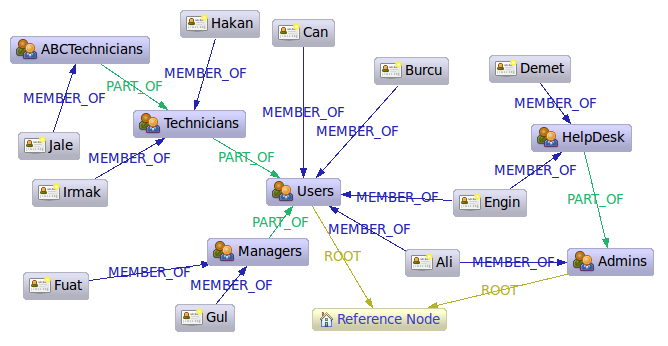 Hakan
Can
ABCTechnicians
Burcu
Demet
MEMBER_OF
PART_OF
MEMBER_OF
MEMBER_OF
MEMBER_OF
Technicians
MEMBER_OF
MEMBER_OF
HelpDesk
Jale
MEMBER_OF
PART_OF
MEMBER_OF
Irmak
Users
MEMBER_OF
Engin
PART_OF
PART_OF
MEMBER_OF
Managers
ROOT
Ali
MEMBER_OF
Admins
Fuat
MEMBER_OF
MEMBER_OF
ROOT
Gul
Reference Node